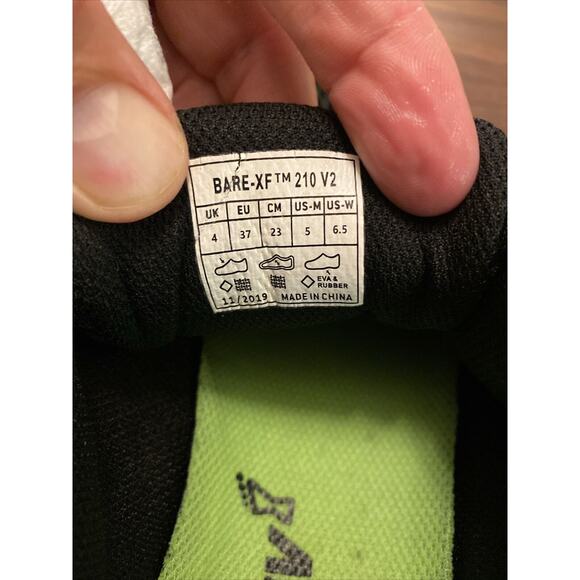 BARE-XF™ 210 V2
UK EU CM US-M US-W
4 37 23 5 6.5
EVA &
RUBBER
11/2019 MADE IN CHINA